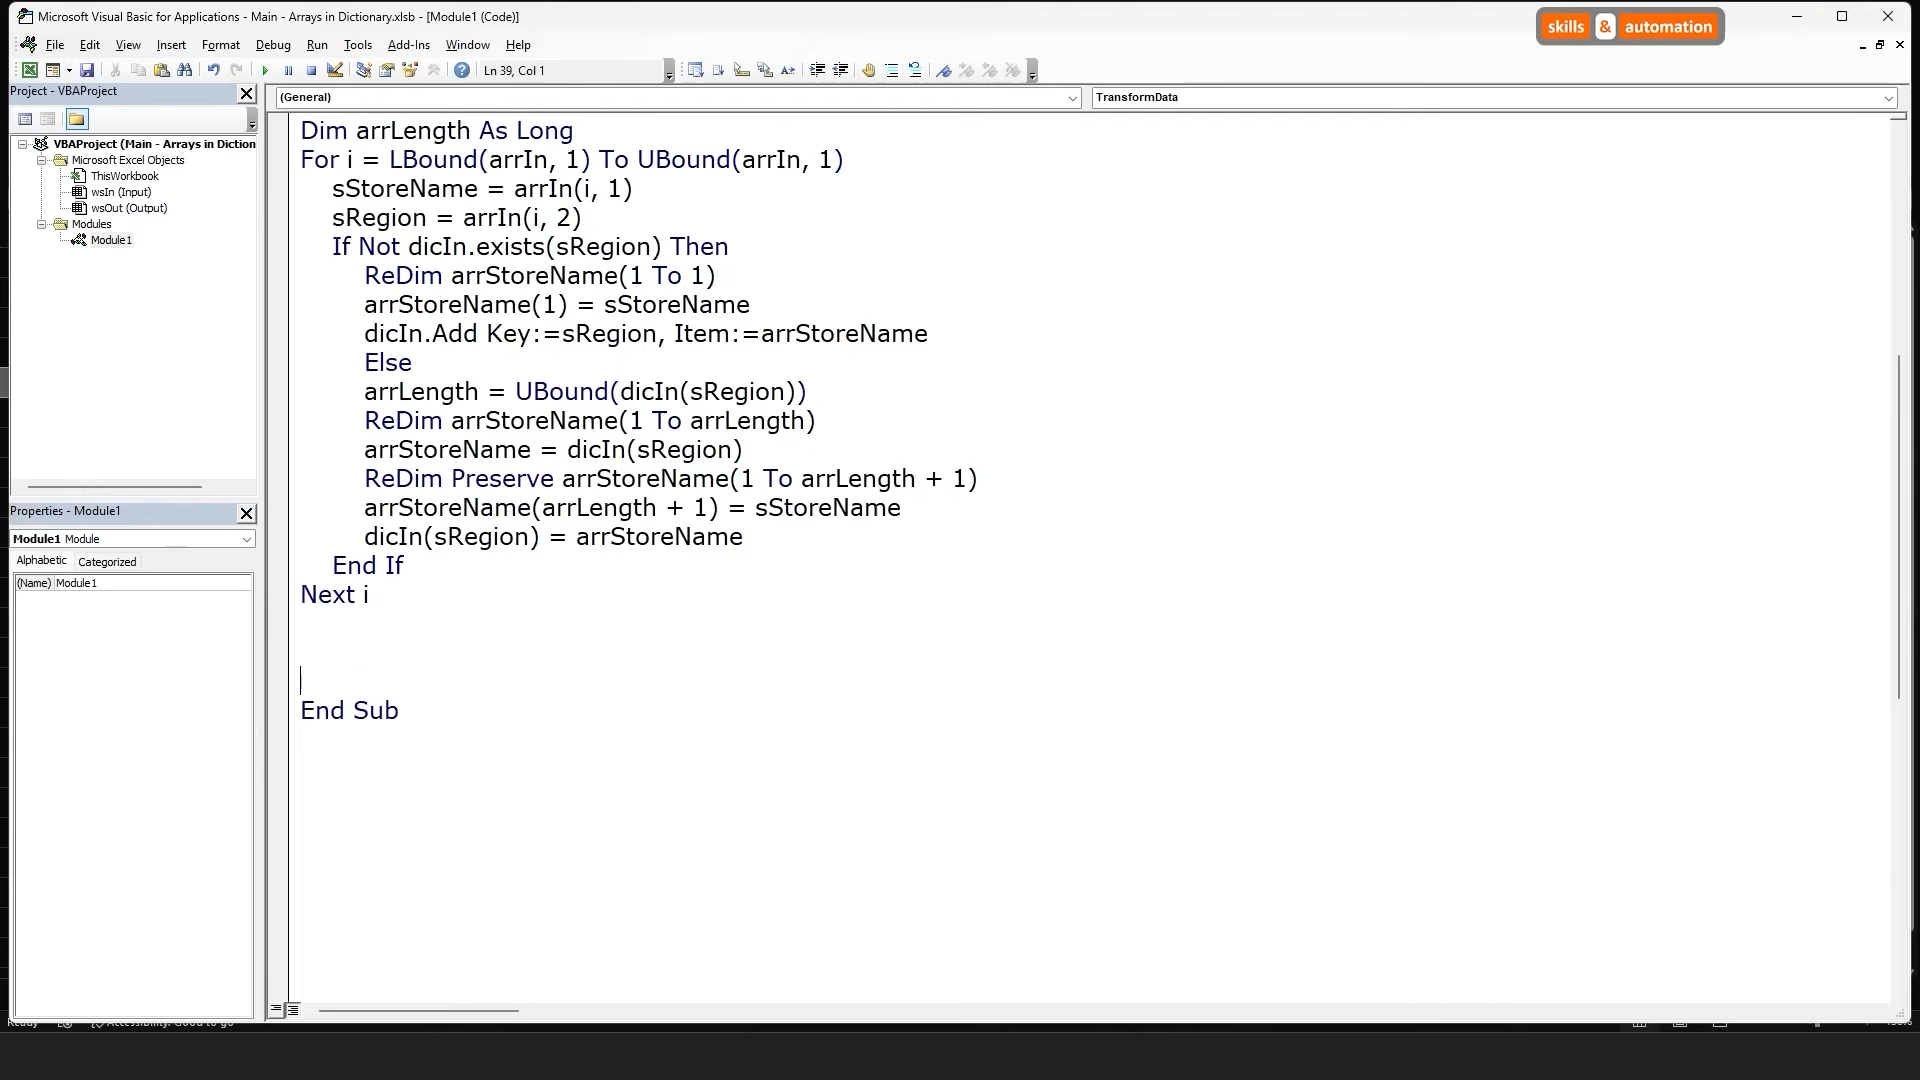 Microsoft Visual Basic for Applications - Main - Arrays in Dictionary.xlsb - [Module1 (Code)]
skills & automation
File Edit View Insert Format Debug Run Tools Add-Ins Window Help
Ln 39, Col 1
Project - VBAProject
(General)
TransformData
VBAProject (Main - Arrays in Diction
Microsoft Excel Objects
ThisWorkbook
wsIn (Input)
wsOut (Output)
Modules
Module1
Properties - Module1
Module1 Module
Alphabetic Categorized
(Name) Module1
Dim arrLength As Long
For i = LBound(arrIn, 1) To UBound(arrIn, 1)
sStoreName = arrIn(i, 1)
sRegion = arrIn(i, 2)
If Not dicIn.exists(sRegion) Then
ReDim arrStoreName(1 To 1)
arrStoreName(1) = sStoreName
dicIn.Add Key:=sRegion, Item:=arrStoreName
Else
arrLength = UBound(dicIn(sRegion))
ReDim arrStoreName(1 To arrLength)
arrStoreName = dicIn(sRegion)
ReDim Preserve arrStoreName(1 To arrLength + 1)
arrStoreName(arrLength + 1) = sStoreName
dicIn(sRegion) = arrStoreName
End If
Next i
End Sub